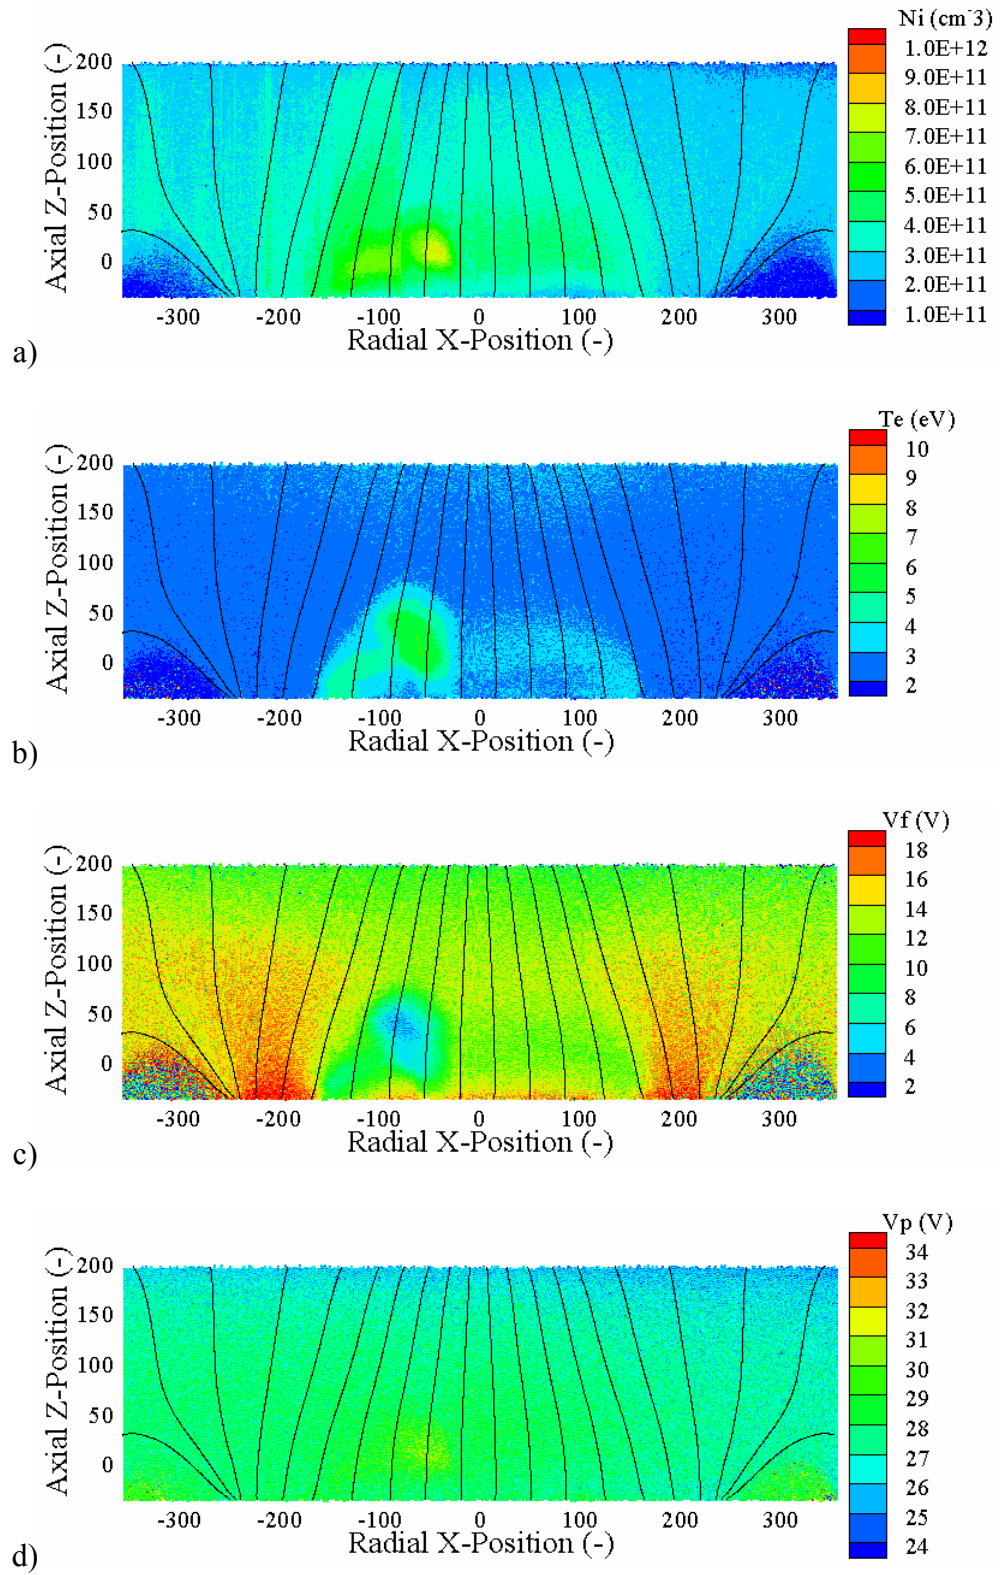 Ni (cm⁻3)
1.0E+12
9.0E+11
8.0E+11
7.0E+11
6.0E+11
5.0E+11
4.0E+11
3.0E+11
2.0E+11
1.0E+11
Axial Z-Position (-)
200
150
100
50
0
-300 -200 -100 0 100 200 300
Radial X-Position (-)
a)
Te (eV)
10
9
8
7
6
5
4
3
2
Axial Z-Position (-)
200
150
100
50
0
-300 -200 -100 0 100 200 300
Radial X-Position (-)
b)
Vf (V)
18
16
14
12
10
8
6
4
2
Axial Z-Position (-)
200
150
100
50
0
-300 -200 -100 0 100 200 300
Radial X-Position (-)
c)
Vp (V)
34
33
32
31
30
29
28
27
26
25
24
Axial Z-Position (-)
200
150
100
50
0
-300 -200 -100 0 100 200 300
Radial X-Position (-)
d)